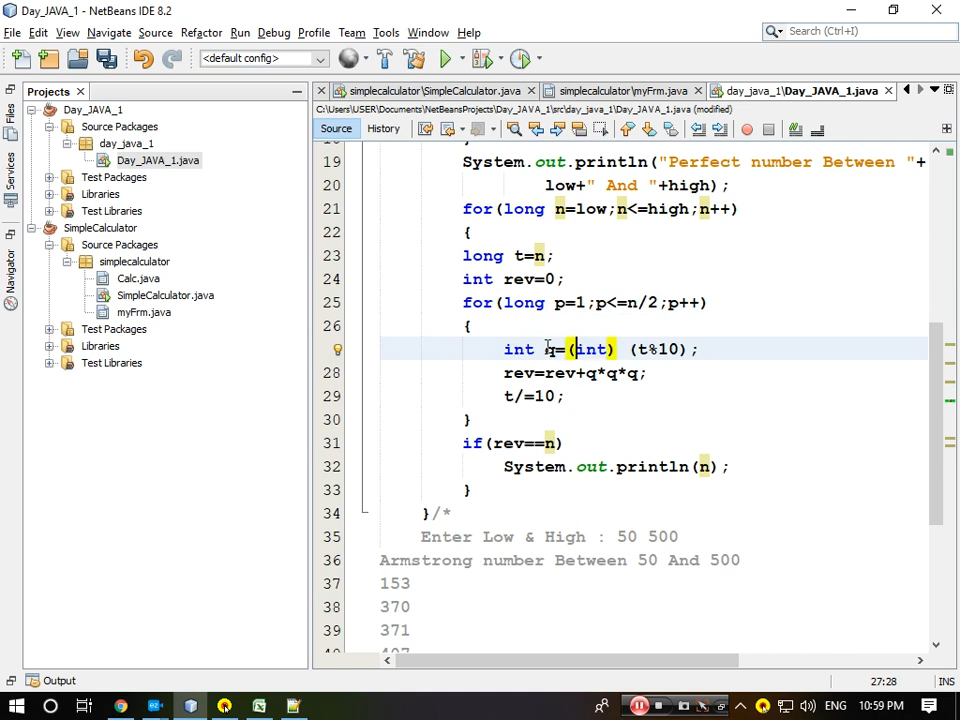 Day_JAVA_1 - NetBeans IDE 8.2
File Edit View Navigate Source Refactor Run Debug Profile Team Tools Window Help
Search (Ctrl+I)
<default config>
Projects
simplecalculator\SimpleCalculator.java
simplecalculator\myFrm.java
day_java_1\Day_JAVA_1.java
C:\Users\USER\Documents\NetBeansProjects\Day_JAVA_1\src\day_java_1\Day_JAVA_1.java (modified)
Source History
Files
Services
Navigator
Day_JAVA_1
Source Packages
day_java_1
Day_JAVA_1.java
Test Packages
Libraries
Test Libraries
SimpleCalculator
Source Packages
simplecalculator
Calc.java
SimpleCalculator.java
myFrm.java
Test Packages
Libraries
Test Libraries
18 }
19 System.out.println("Perfect number Between "+
20 low+" And "+high);
21 for(long n=low;n<=high;n++)
22 {
23 long t=n;
24 int rev=0;
25 for(long p=1;p<=n/2;p++)
26 {
int q=(int) (t%10);
28 rev=rev+q*q*q;
29 t/=10;
30 }
31 if(rev==n)
32 System.out.println(n);
33 }
34 }/*
35 Enter Low & High : 50 500
36 Armstrong number Between 50 And 500
37 153
38 370
39 371
40 407
Output
27:28 INS
ENG 10:59 PM